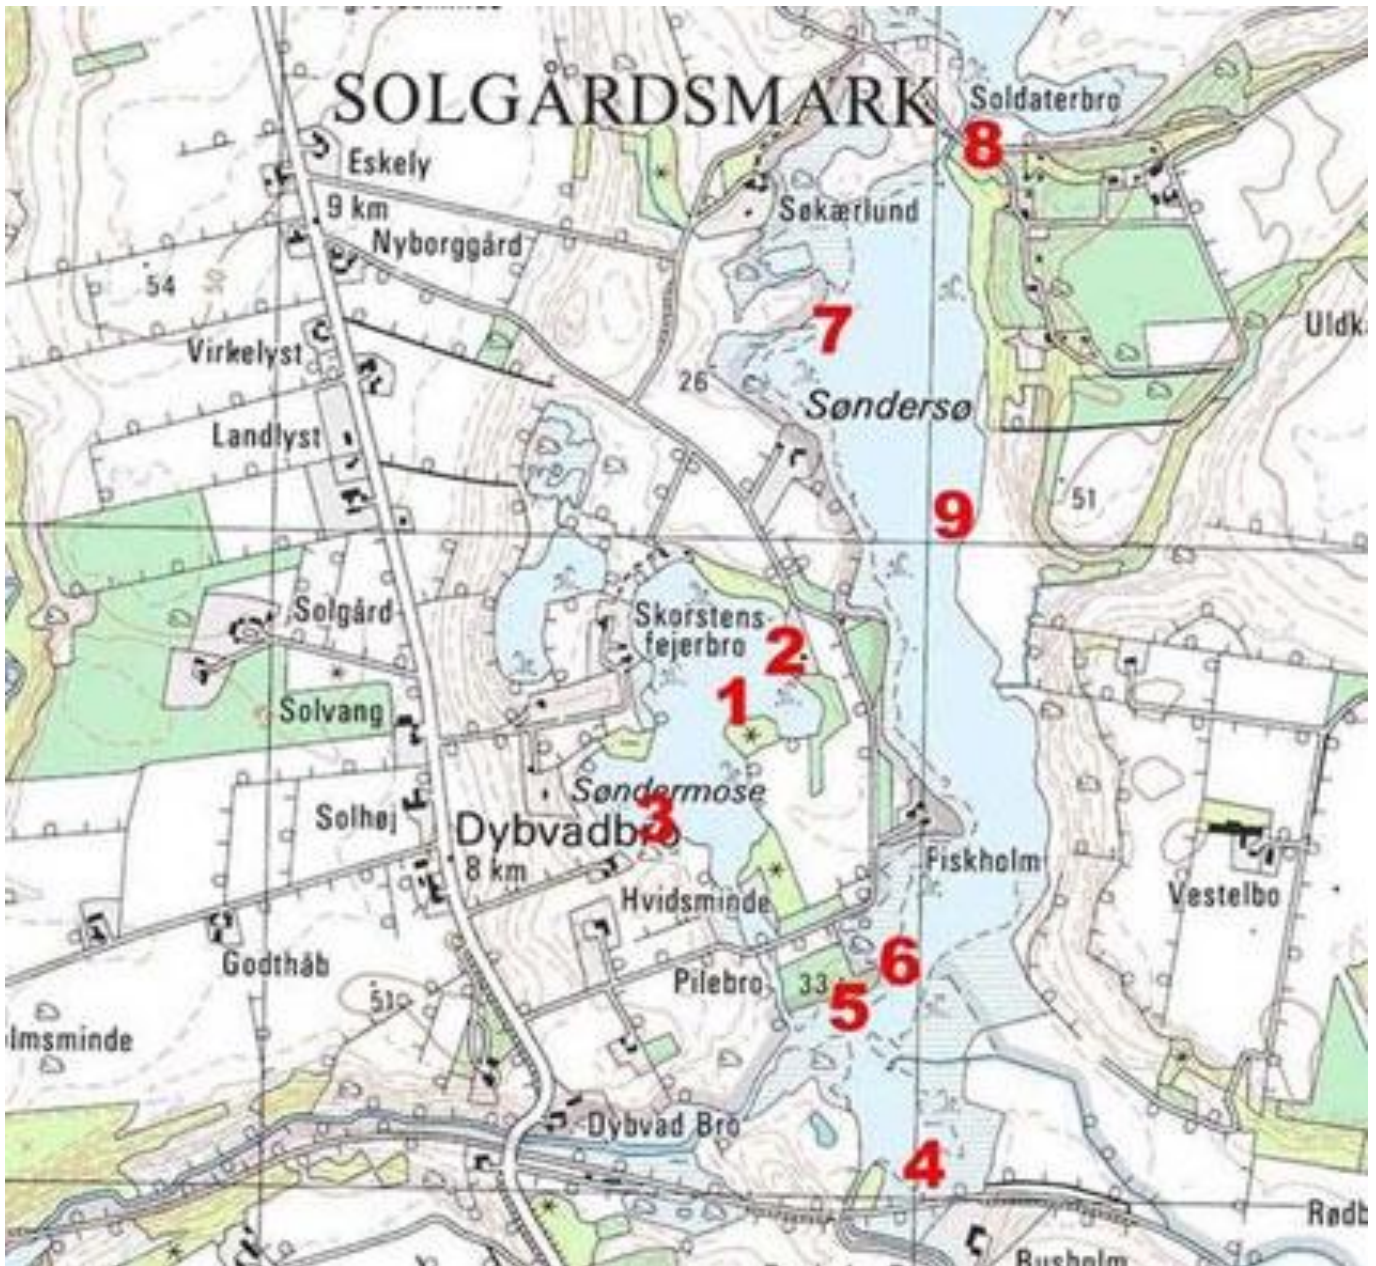 SOLGÅRDSMARK
Soldaterbro
8
Eskely
9 km
Søkærlund
Nyborggård
54
7
Uldk
Virkelyst
26
Søndersø
Landlyst
51
9
Solgård
Skorstens-
fejerbro
2
1
Solvang
Søndermose
3
Solhøj
Dybvadbro
8 km
Fiskholm
Hvidsminde
Vestelbo
Godthåb
6
Pilebro
33
5
51
lmsminde
Dybvad Bro
4
Rødb
Busholm